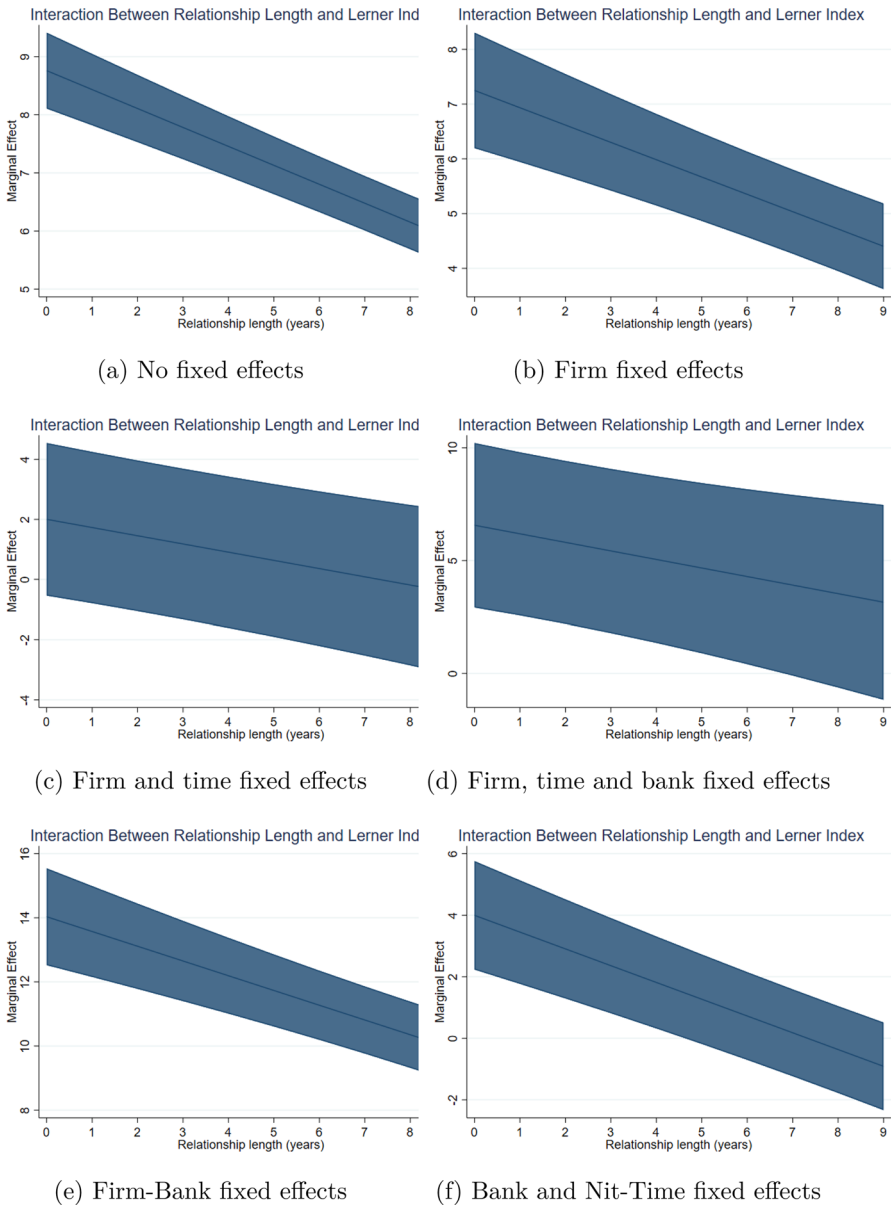 Interaction Between Relationship Length and Lerner Ind
Marginal Effect
9
8
7
6
5
0 1 2 3 4 5 6 7 8
Relationship length (years)
(a) No fixed effects
Interaction Between Relationship Length and Lerner Index
Marginal Effect
8
7
6
5
4
0 1 2 3 4 5 6 7 8 9
Relationship length (years)
(b) Firm fixed effects
Interaction Between Relationship Length and Lerner Ind
Marginal Effect
4
2
0
-2
-4
0 1 2 3 4 5 6 7 8
Relationship length (years)
(c) Firm and time fixed effects
Interaction Between Relationship Length and Lerner Index
Marginal Effect
10
5
0
0 1 2 3 4 5 6 7 8 9
Relationship length (years)
(d) Firm, time and bank fixed effects
Interaction Between Relationship Length and Lerner Ind
Marginal Effect
16
14
12
10
8
0 1 2 3 4 5 6 7 8
Relationship length (years)
(e) Firm-Bank fixed effects
Interaction Between Relationship Length and Lerner Index
Marginal Effect
6
4
2
0
-2
0 1 2 3 4 5 6 7 8 9
Relationship length (years)
(f) Bank and Nit-Time fixed effects